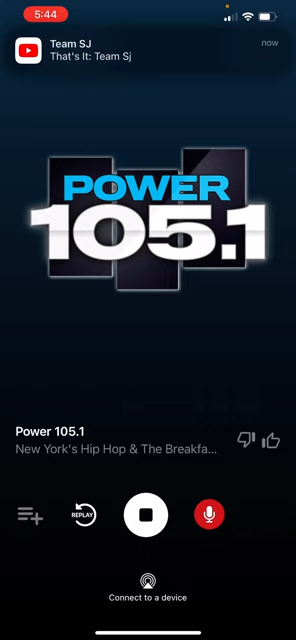 5:44
Team SJ
now
That's It: Team Sj
POWER
105.1
Power 105.1
New York's Hip Hop & The Breakfa...
REPLAY
Connect to a device